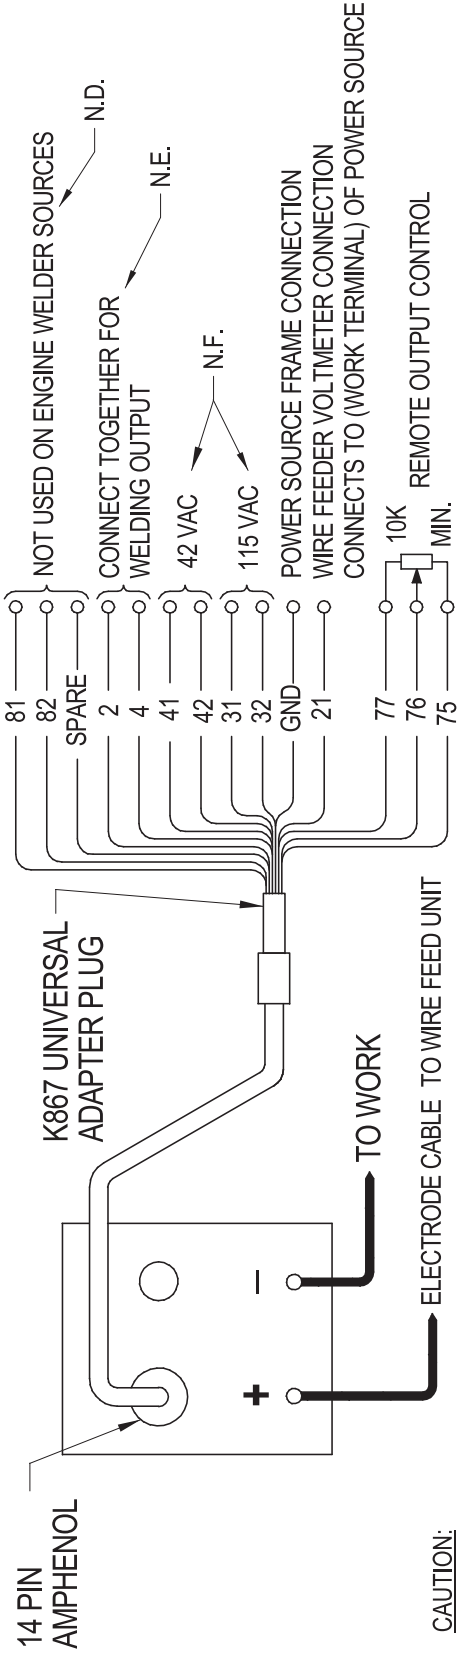 14 PIN
AMPHENOL
K867 UNIVERSAL
ADAPTER PLUG
81
82
SPARE
2
4
41
42
31
32
GND
21
77
76
75
NOT USED ON ENGINE WELDER SOURCES
N.D.
CONNECT TOGETHER FOR
WELDING OUTPUT
N.E.
42 VAC
115 VAC
N.F.
POWER SOURCE FRAME CONNECTION
WIRE FEEDER VOLTMETER CONNECTION
CONNECTS TO (WORK TERMINAL) OF POWER SOURCE
10K
REMOTE OUTPUT CONTROL
MIN.
+
–
TO WORK
ELECTRODE CABLE TO WIRE FEED UNIT
CAUTION: